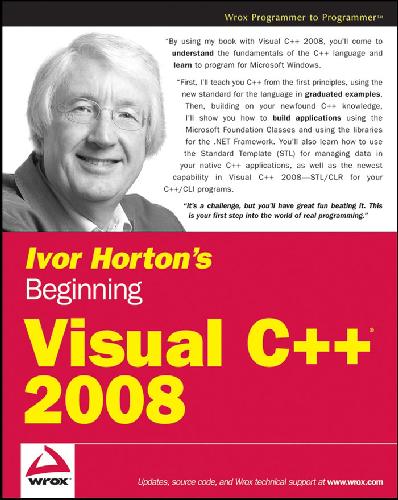 Wrox Programmer to Programmer™
"By using my book with Visual C++ 2008, you'll come to
understand the fundamentals of the C++ language and
learn to program for Microsoft Windows.
"First, I'll teach you C++ from the first principles, using the
new standard for the language in graduated examples.
Then, building on your newfound C++ knowledge,
I'll show you how to build applications using the
Microsoft Foundation Classes and using the libraries
for the .NET Framework. You'll also learn how to use
the Standard Template (STL) for managing data in
your native C++ applications, as well as the newest
capability in Visual C++ 2008—STL/CLR for your
C++/CLI programs.
"It's a challenge, but you'll have great fun beating it. This
is your first step into the world of real programming."
Ivor Horton's
Beginning
Visual C++®
2008
wrox™
Updates, source code, and Wrox technical support at www.wrox.com